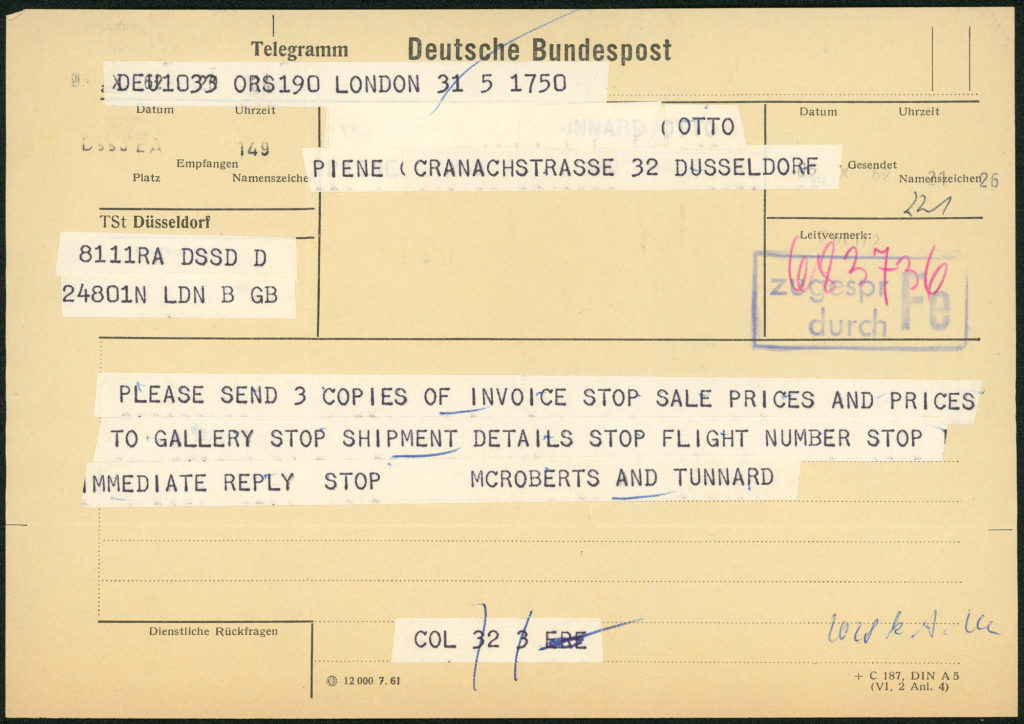 Telegramm Deutsche Bundespost
DEU1033 ORS190 LONDON 31 5 1750
Datum Uhrzeit
Datum Uhrzeit
(OTTO
149
Empfangen
PIENE (CRANACHSTRASSE 32 DUSSELDORF
Gesendet
Platz Namenszeichen
Namenszeichen
26
221
TSt Düsseldorf
Leitvermerk:
8111RA DSSD D
24801N LDN B GB
683736
zugespr
durch Fe
PLEASE SEND 3 COPIES OF INVOICE STOP SALE PRICES AND PRICES
TO GALLERY STOP SHIPMENT DETAILS STOP FLIGHT NUMBER STOP
IMMEDIATE REPLY STOP MCROBERTS AND TUNNARD
Dienstliche Rückfragen
COL 32 3 ERE
12 000 7.61
+ C 187, DIN A 5
(VI, 2 Anl. 4)